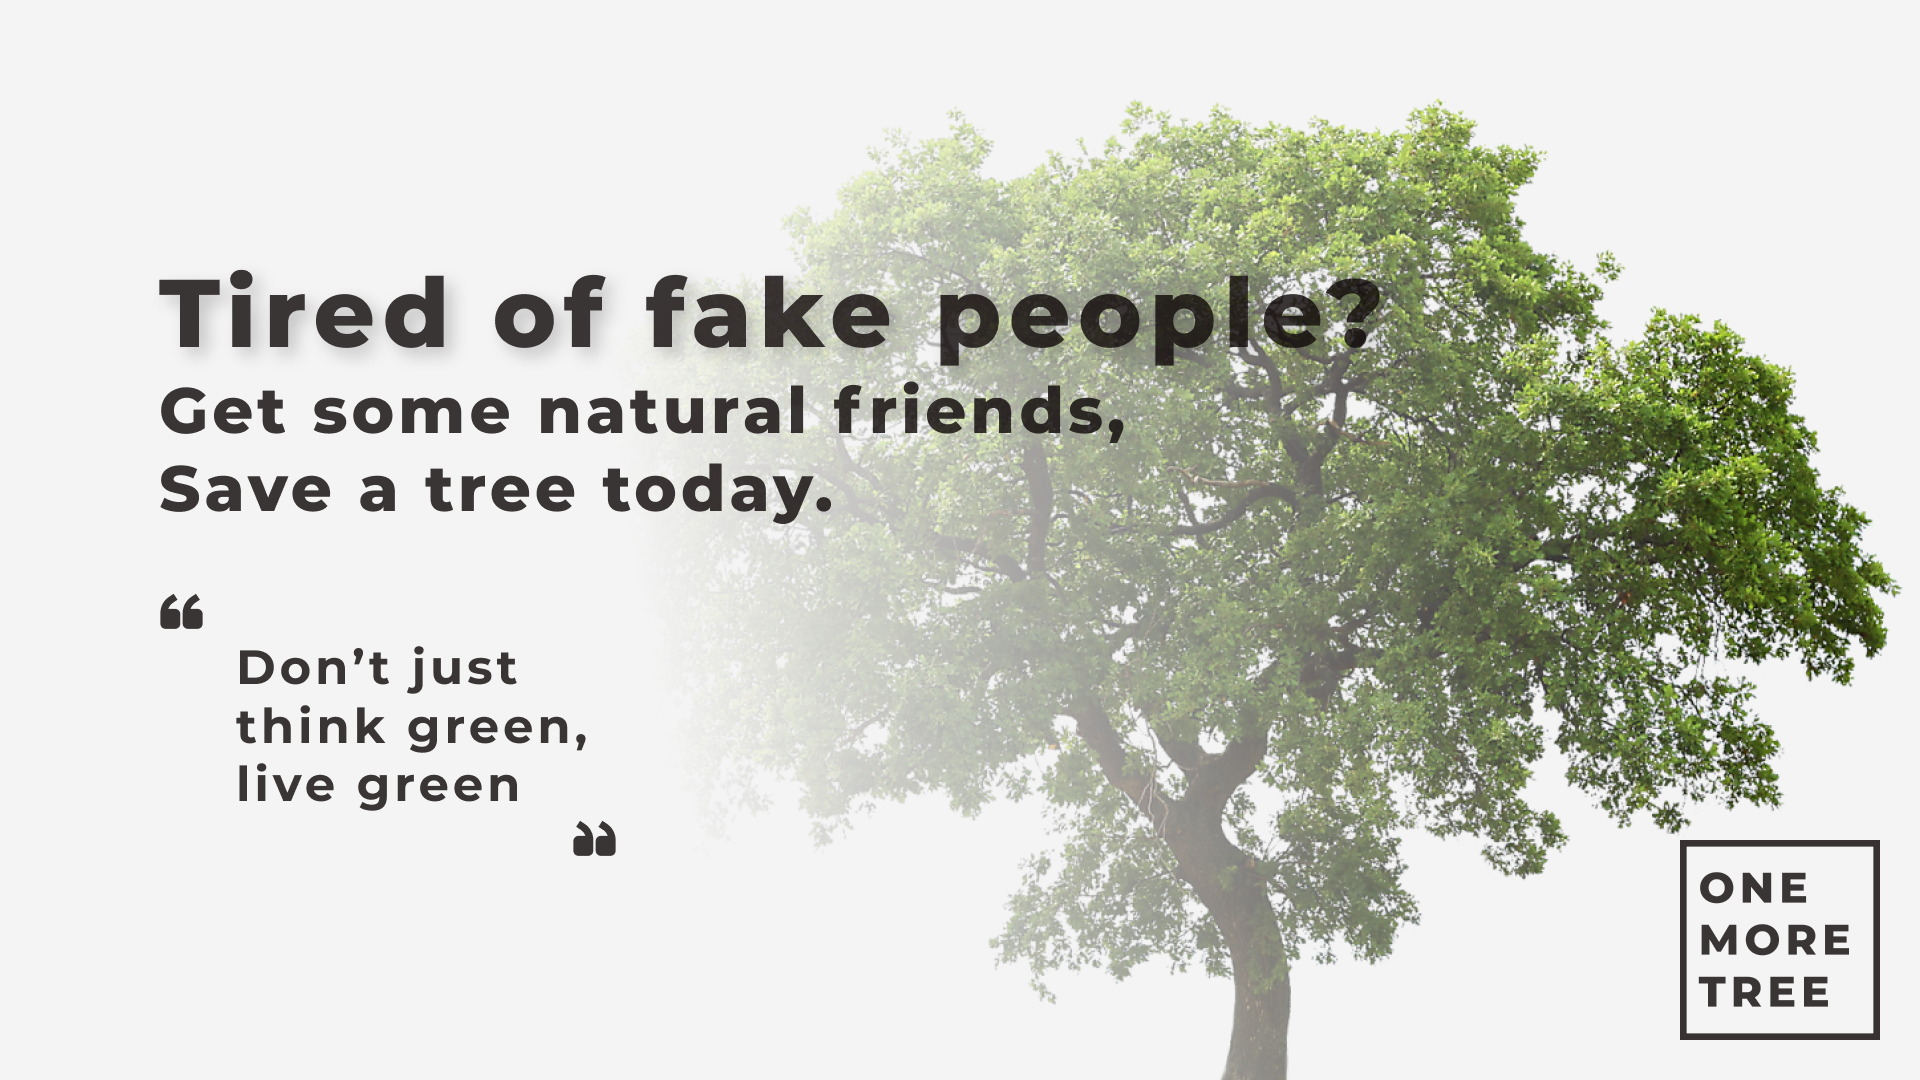 Tired of fake people?
Get some natural friends,
Save a tree today.
“
Don’t just
think green,
live green
”
ONE
MORE
TREE